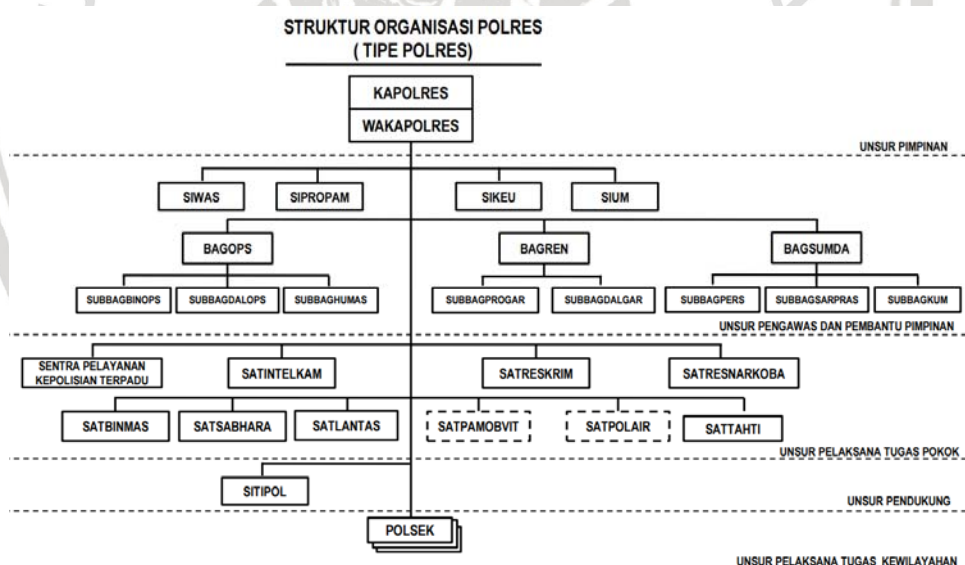 STRUKTUR ORGANISASI POLRES
( TIPE POLRES)
KAPOLRES
WAKAPOLRES
UNSUR PIMPINAN
SIWAS
SIPROPAM
SIKEU
SIUM
BAGOPS
BAGREN
BAGSUMDA
SUBBAGBINOPS
SUBBAGDALOPS
SUBBAGHUMAS
SUBBAGPROGAR
SUBBAGDALGAR
SUBBAGPERS
SUBBAGSARPRAS
SUBBAGKUM
UNSUR PENGAWAS DAN PEMBANTU PIMPINAN
SENTRA PELAYANAN
KEPOLISIAN TERPADU
SATINTELKAM
SATRESKRIM
SATRESNARKOBA
SATBINMAS
SATSABHARA
SATLANTAS
SATPAMOBVIT
SATPOLAIR
SATTAHTI
UNSUR PELAKSANA TUGAS POKOK
SITIPOL
UNSUR PENDUKUNG
POLSEK
UNSUR PELAKSANA TUGAS KEWILAYAHAN